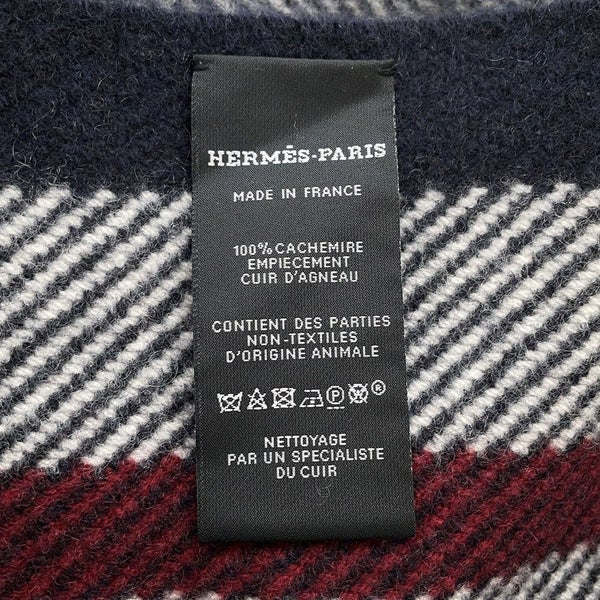 HERMÈS-PARIS
MADE IN FRANCE
100% CACHEMIRE
EMPIECEMENT
CUIR D'AGNEAU
CONTIENT DES PARTIES
NON-TEXTILES
D'ORIGINE ANIMALE
P W ®
NETTOYAGE
PAR UN SPECIALISTE
DU CUIR